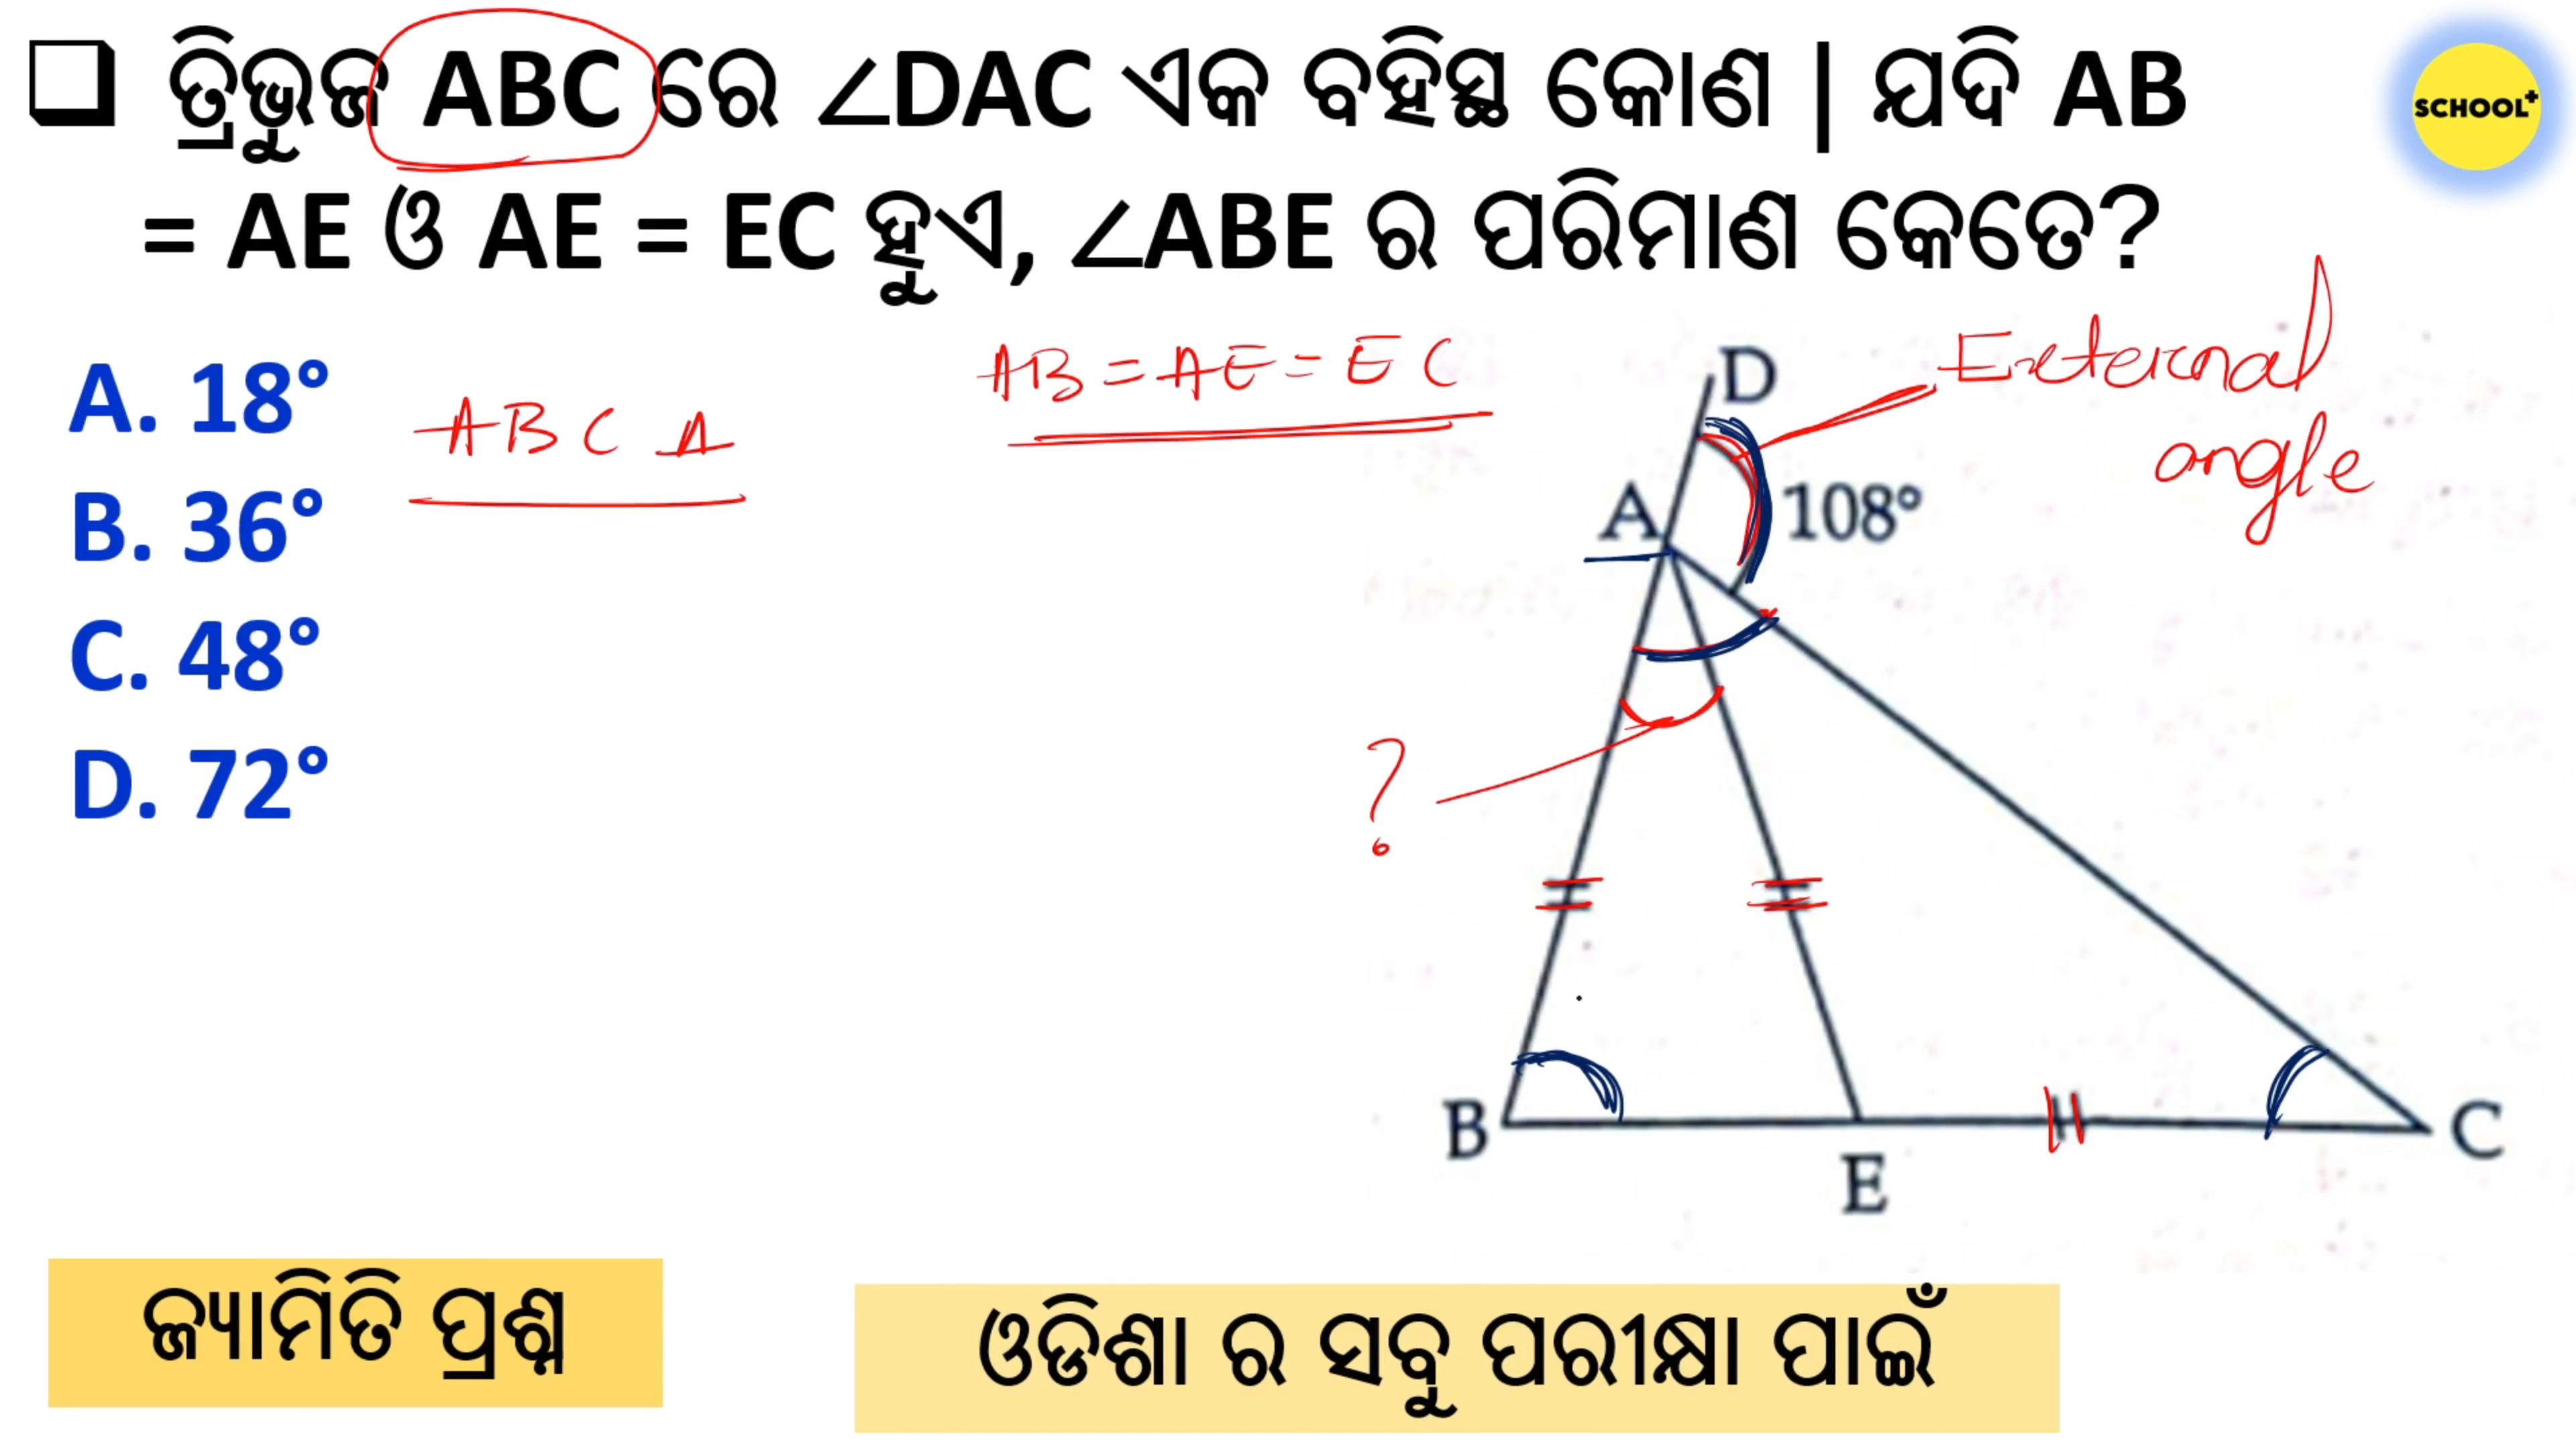 ❑ ତ୍ରିଭୁଜ ABC ରେ ∠DAC ଏକ ବହିସ୍ଥ କୋଣ | ଯଦି AB
= AE ଓ AE = EC ହୁଏ, ∠ABE ର ପରିମାଣ କେତେ?
SCHOOL+
A. 18°
B. 36°
C. 48°
D. 72°
ABC Δ
AB = AE = EC
External
angle
D
A
108°
?
B
E
C
ଜ୍ୟାମିତି ପ୍ରଶ୍ନ
ଓଡିଶା ର ସବୁ ପରୀକ୍ଷା ପାଇଁ